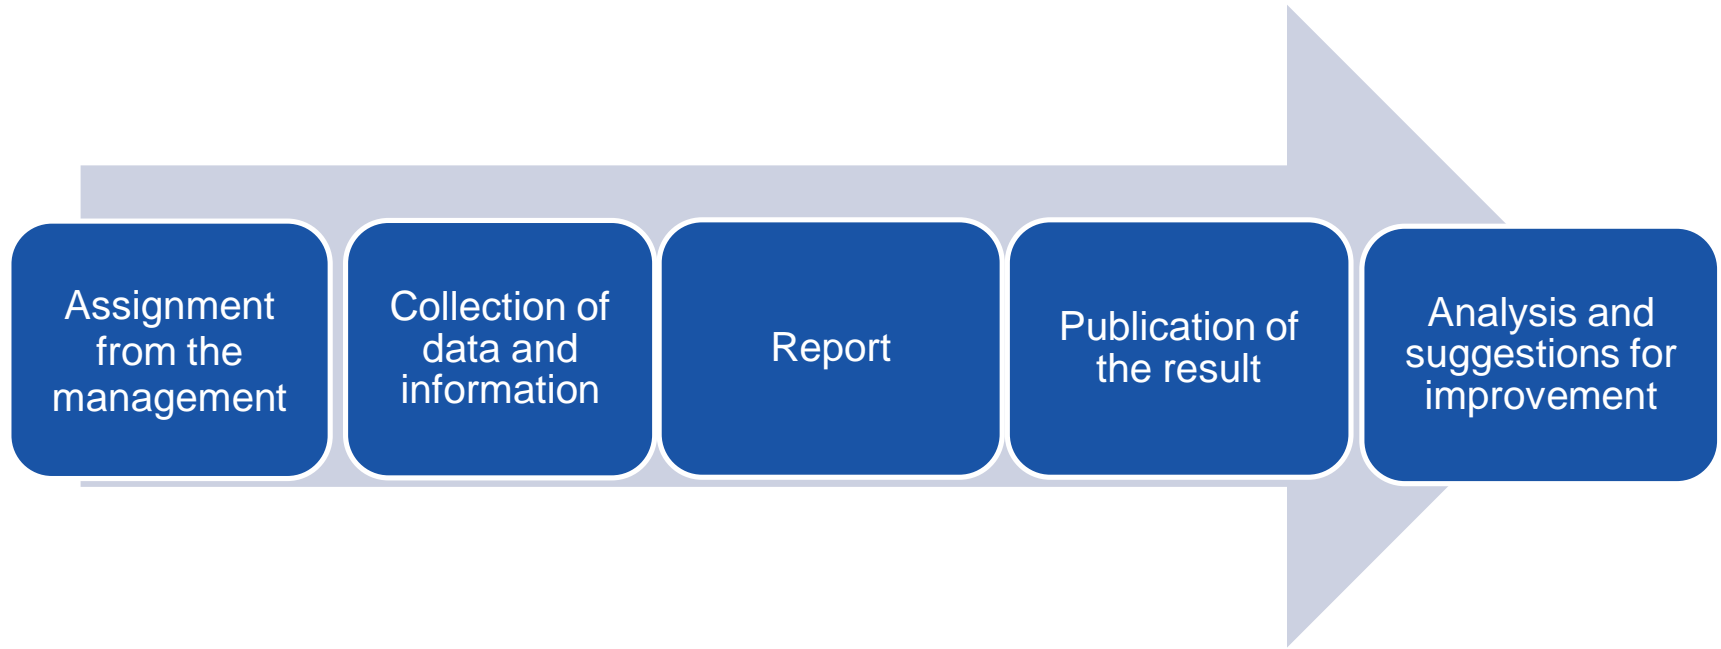 Assignment
from the
management
Collection of
data and
information
Report
Publication of
the result
Analysis and
suggestions for
improvement